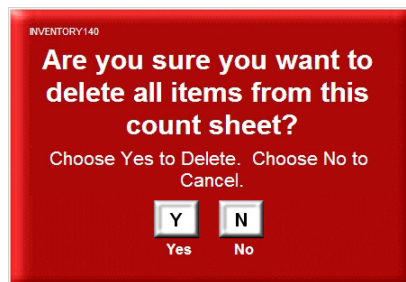 INVENTORY140
Are you sure you want to
delete all items from this
count sheet?
Choose Yes to Delete.  Choose No to
Cancel.
Y N
Yes No